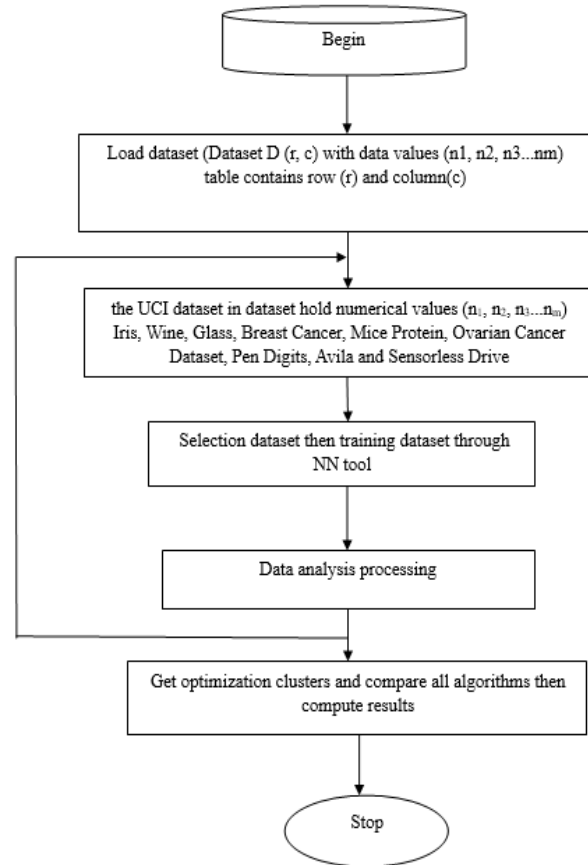 Begin
Load dataset (Dataset D (r, c) with data values (n1, n2, n3...nm)
table contains row (r) and column(c)
the UCI dataset in dataset hold numerical values (n₁, n₂, n₃...nₘ)
Iris, Wine, Glass, Breast Cancer, Mice Protein, Ovarian Cancer
Dataset, Pen Digits, Avila and Sensorless Drive
Selection dataset then training dataset through
NN tool
Data analysis processing
Get optimization clusters and compare all algorithms then
compute results
Stop